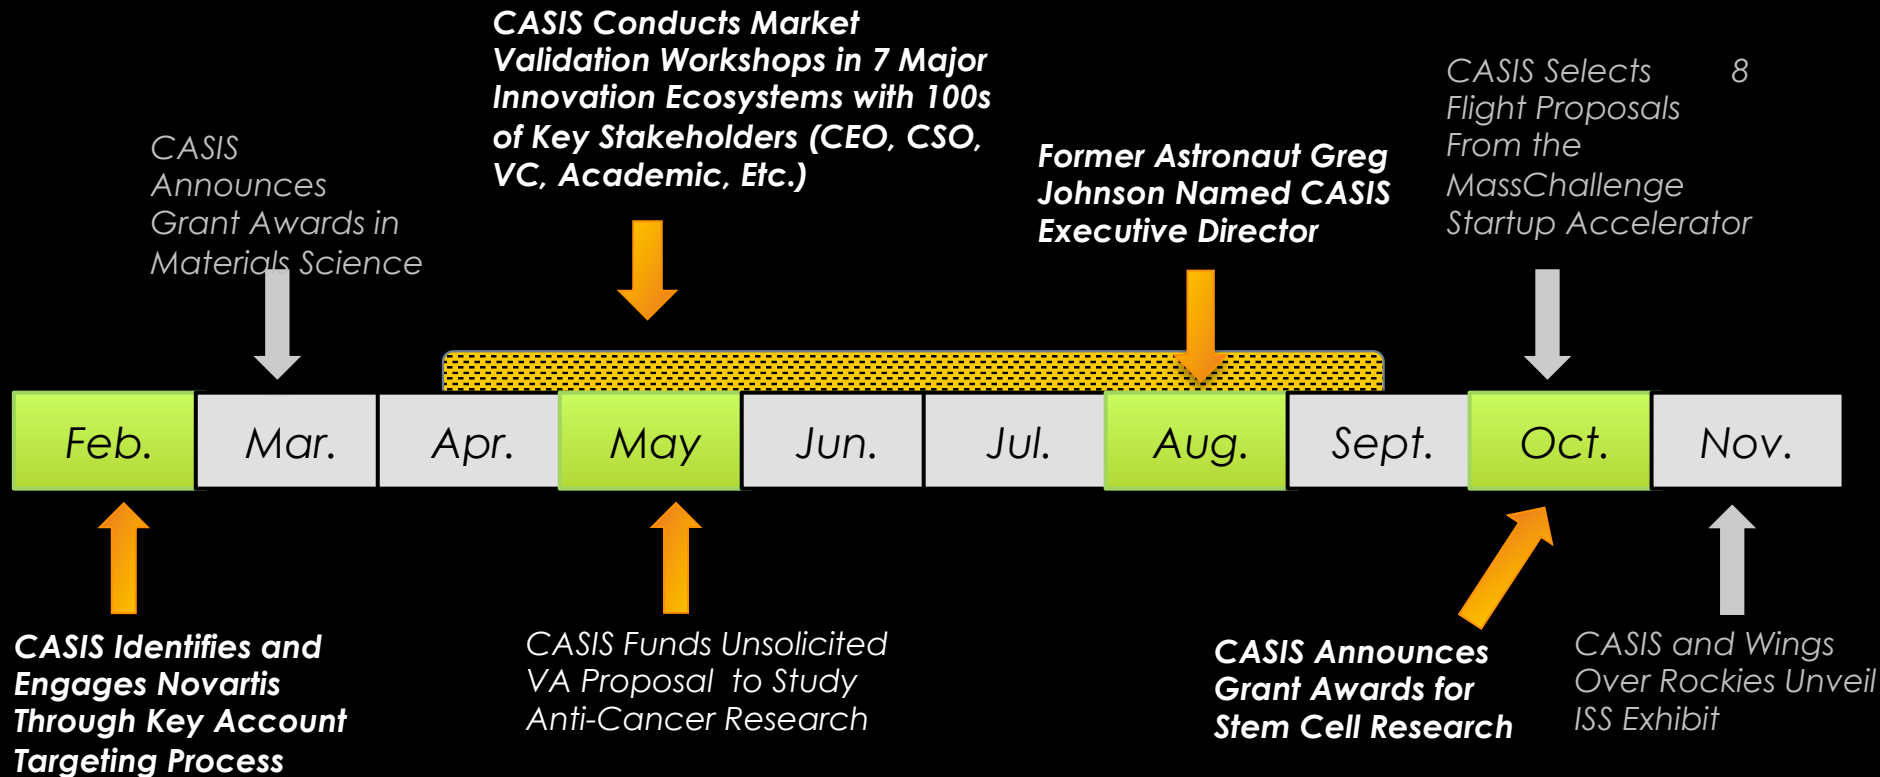 CASIS Conducts Market
Validation Workshops in 7 Major
Innovation Ecosystems with 100s
of Key Stakeholders (CEO, CSO,
VC, Academic, Etc.)
CASIS Selects 8
Flight Proposals
From the
MassChallenge
Startup Accelerator
CASIS
Announces
Grant Awards in
Materials Science
Former Astronaut Greg
Johnson Named CASIS
Executive Director
Feb.
Mar.
Apr.
May
Jun.
Jul.
Aug.
Sept.
Oct.
Nov.
CASIS Identifies and
Engages Novartis
Through Key Account
Targeting Process
CASIS Funds Unsolicited
VA Proposal to Study
Anti-Cancer Research
CASIS Announces
Grant Awards for
Stem Cell Research
CASIS and Wings
Over Rockies Unveil
ISS Exhibit